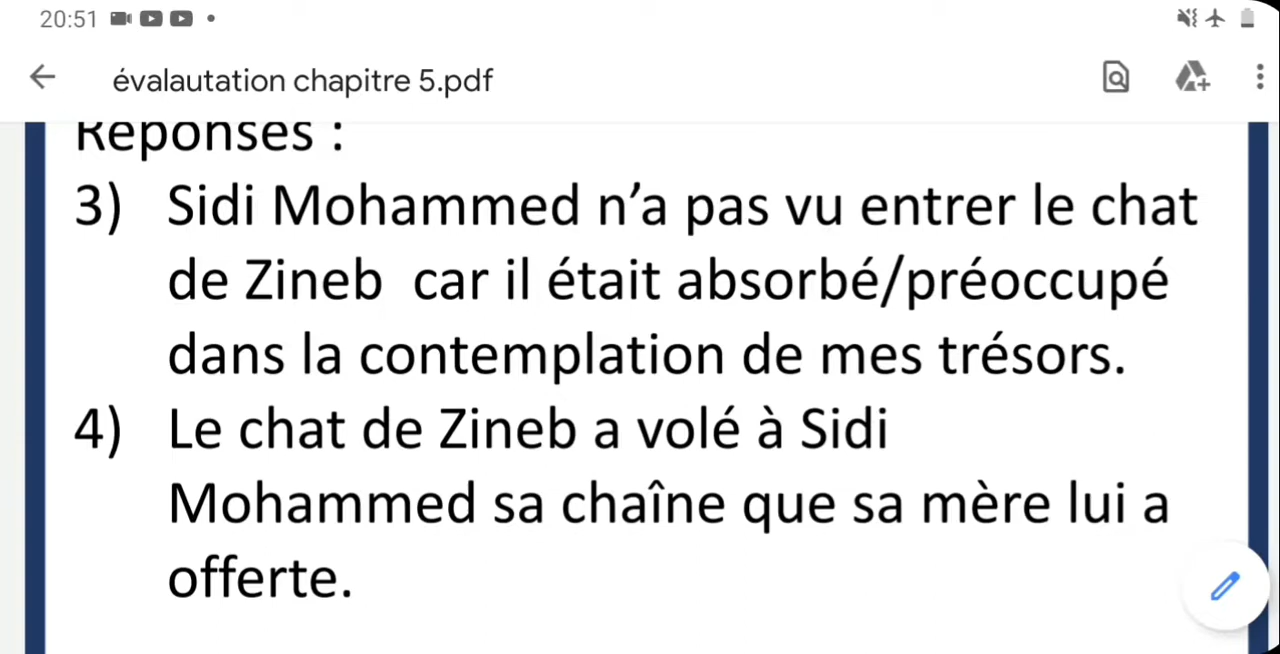 20:51
évalautation chapitre 5.pdf
Réponses :
3) Sidi Mohammed n’a pas vu entrer le chat
de Zineb car il était absorbé/préoccupé
dans la contemplation de mes trésors.
4) Le chat de Zineb a volé à Sidi
Mohammed sa chaîne que sa mère lui a
offerte.